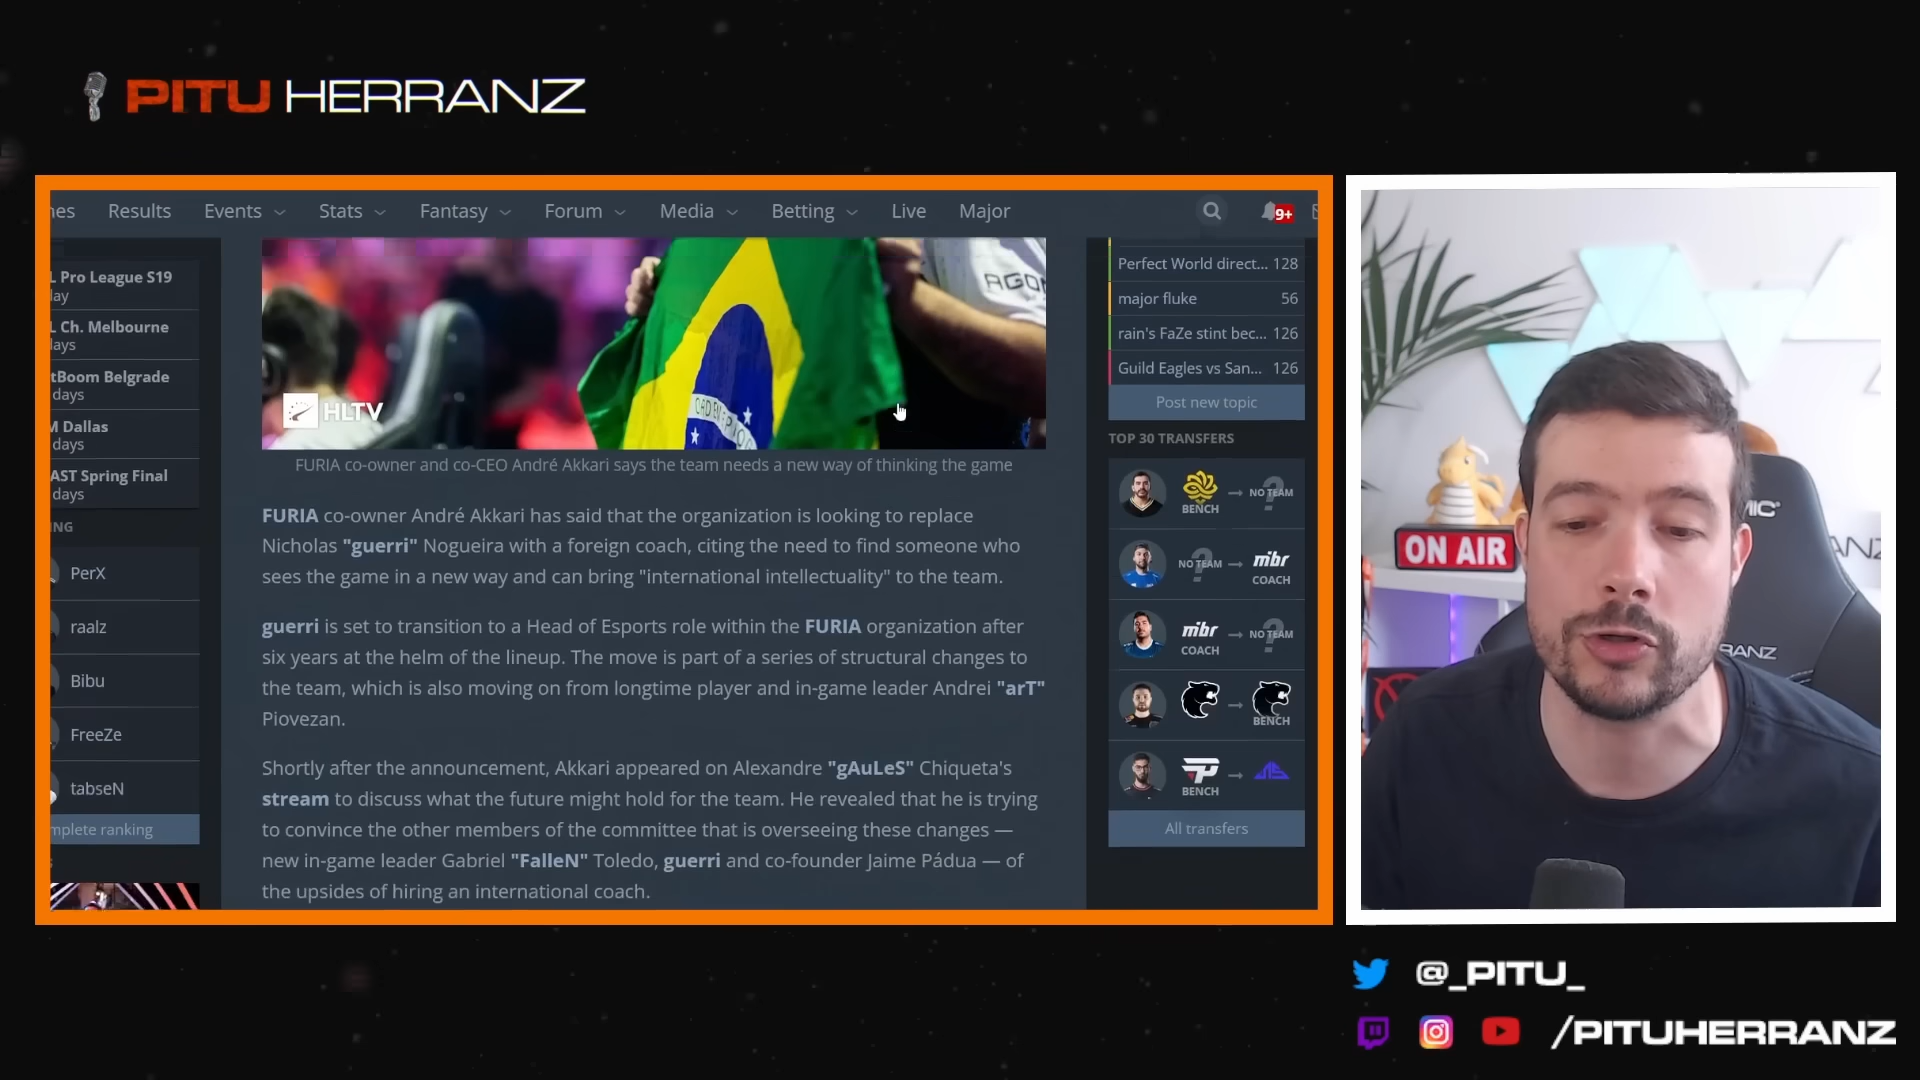 PITU HERRANZ
nes Results Events Stats Fantasy Forum Media Betting Live Major 9+
L Pro League S19
lay
L Ch. Melbourne
lays
tBoom Belgrade
days
M Dallas
days
AST Spring Final
days
NG
PerX
raalz
Bibu
FreeZe
tabseN
mplete ranking
HLTV
FURIA co-owner and co-CEO André Akkari says the team needs a new way of thinking the game
FURIA co-owner André Akkari has said that the organization is looking to replace
Nicholas "guerri" Nogueira with a foreign coach, citing the need to find someone who
sees the game in a new way and can bring "international intellectuality" to the team.
guerri is set to transition to a Head of Esports role within the FURIA organization after
six years at the helm of the lineup. The move is part of a series of structural changes to
the team, which is also moving on from longtime player and in-game leader Andrei "arT"
Piovezan.
Shortly after the announcement, Akkari appeared on Alexandre "gAuLeS" Chiqueta's
stream to discuss what the future might hold for the team. He revealed that he is trying
to convince the other members of the committee that is overseeing these changes —
new in-game leader Gabriel "FalleN" Toledo, guerri and co-founder Jaime Pádua — of
the upsides of hiring an international coach.
Perfect World direct... 128
major fluke 56
rain's FaZe stint bec... 126
Guild Eagles vs San... 126
Post new topic
TOP 30 TRANSFERS
BENCH NO TEAM
NO TEAM mibr
COACH
mibr NO TEAM
COACH
BENCH
BENCH
All transfers
ON AIR
RANZ
@_PITU_
/PITUHERRANZ